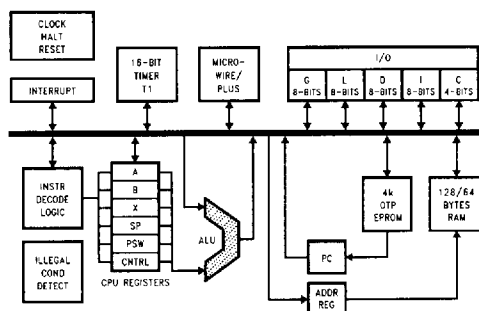 CLOCK
HALT
RESET
INTERRUPT
16-BIT
TIMER
T1
MICRO-
WIRE/
PLUS
I/O
G
8-BITS
L
8-BITS
D
8-BITS
I
8-BITS
C
4-BITS
INSTR
DECODE
LOGIC
A
B
X
SP
PSW
CNTRL
CPU REGISTERS
ALU
4k
OTP
EPROM
128/64
BYTES
RAM
PC
ADDR
REG
ILLEGAL
COND
DETECT